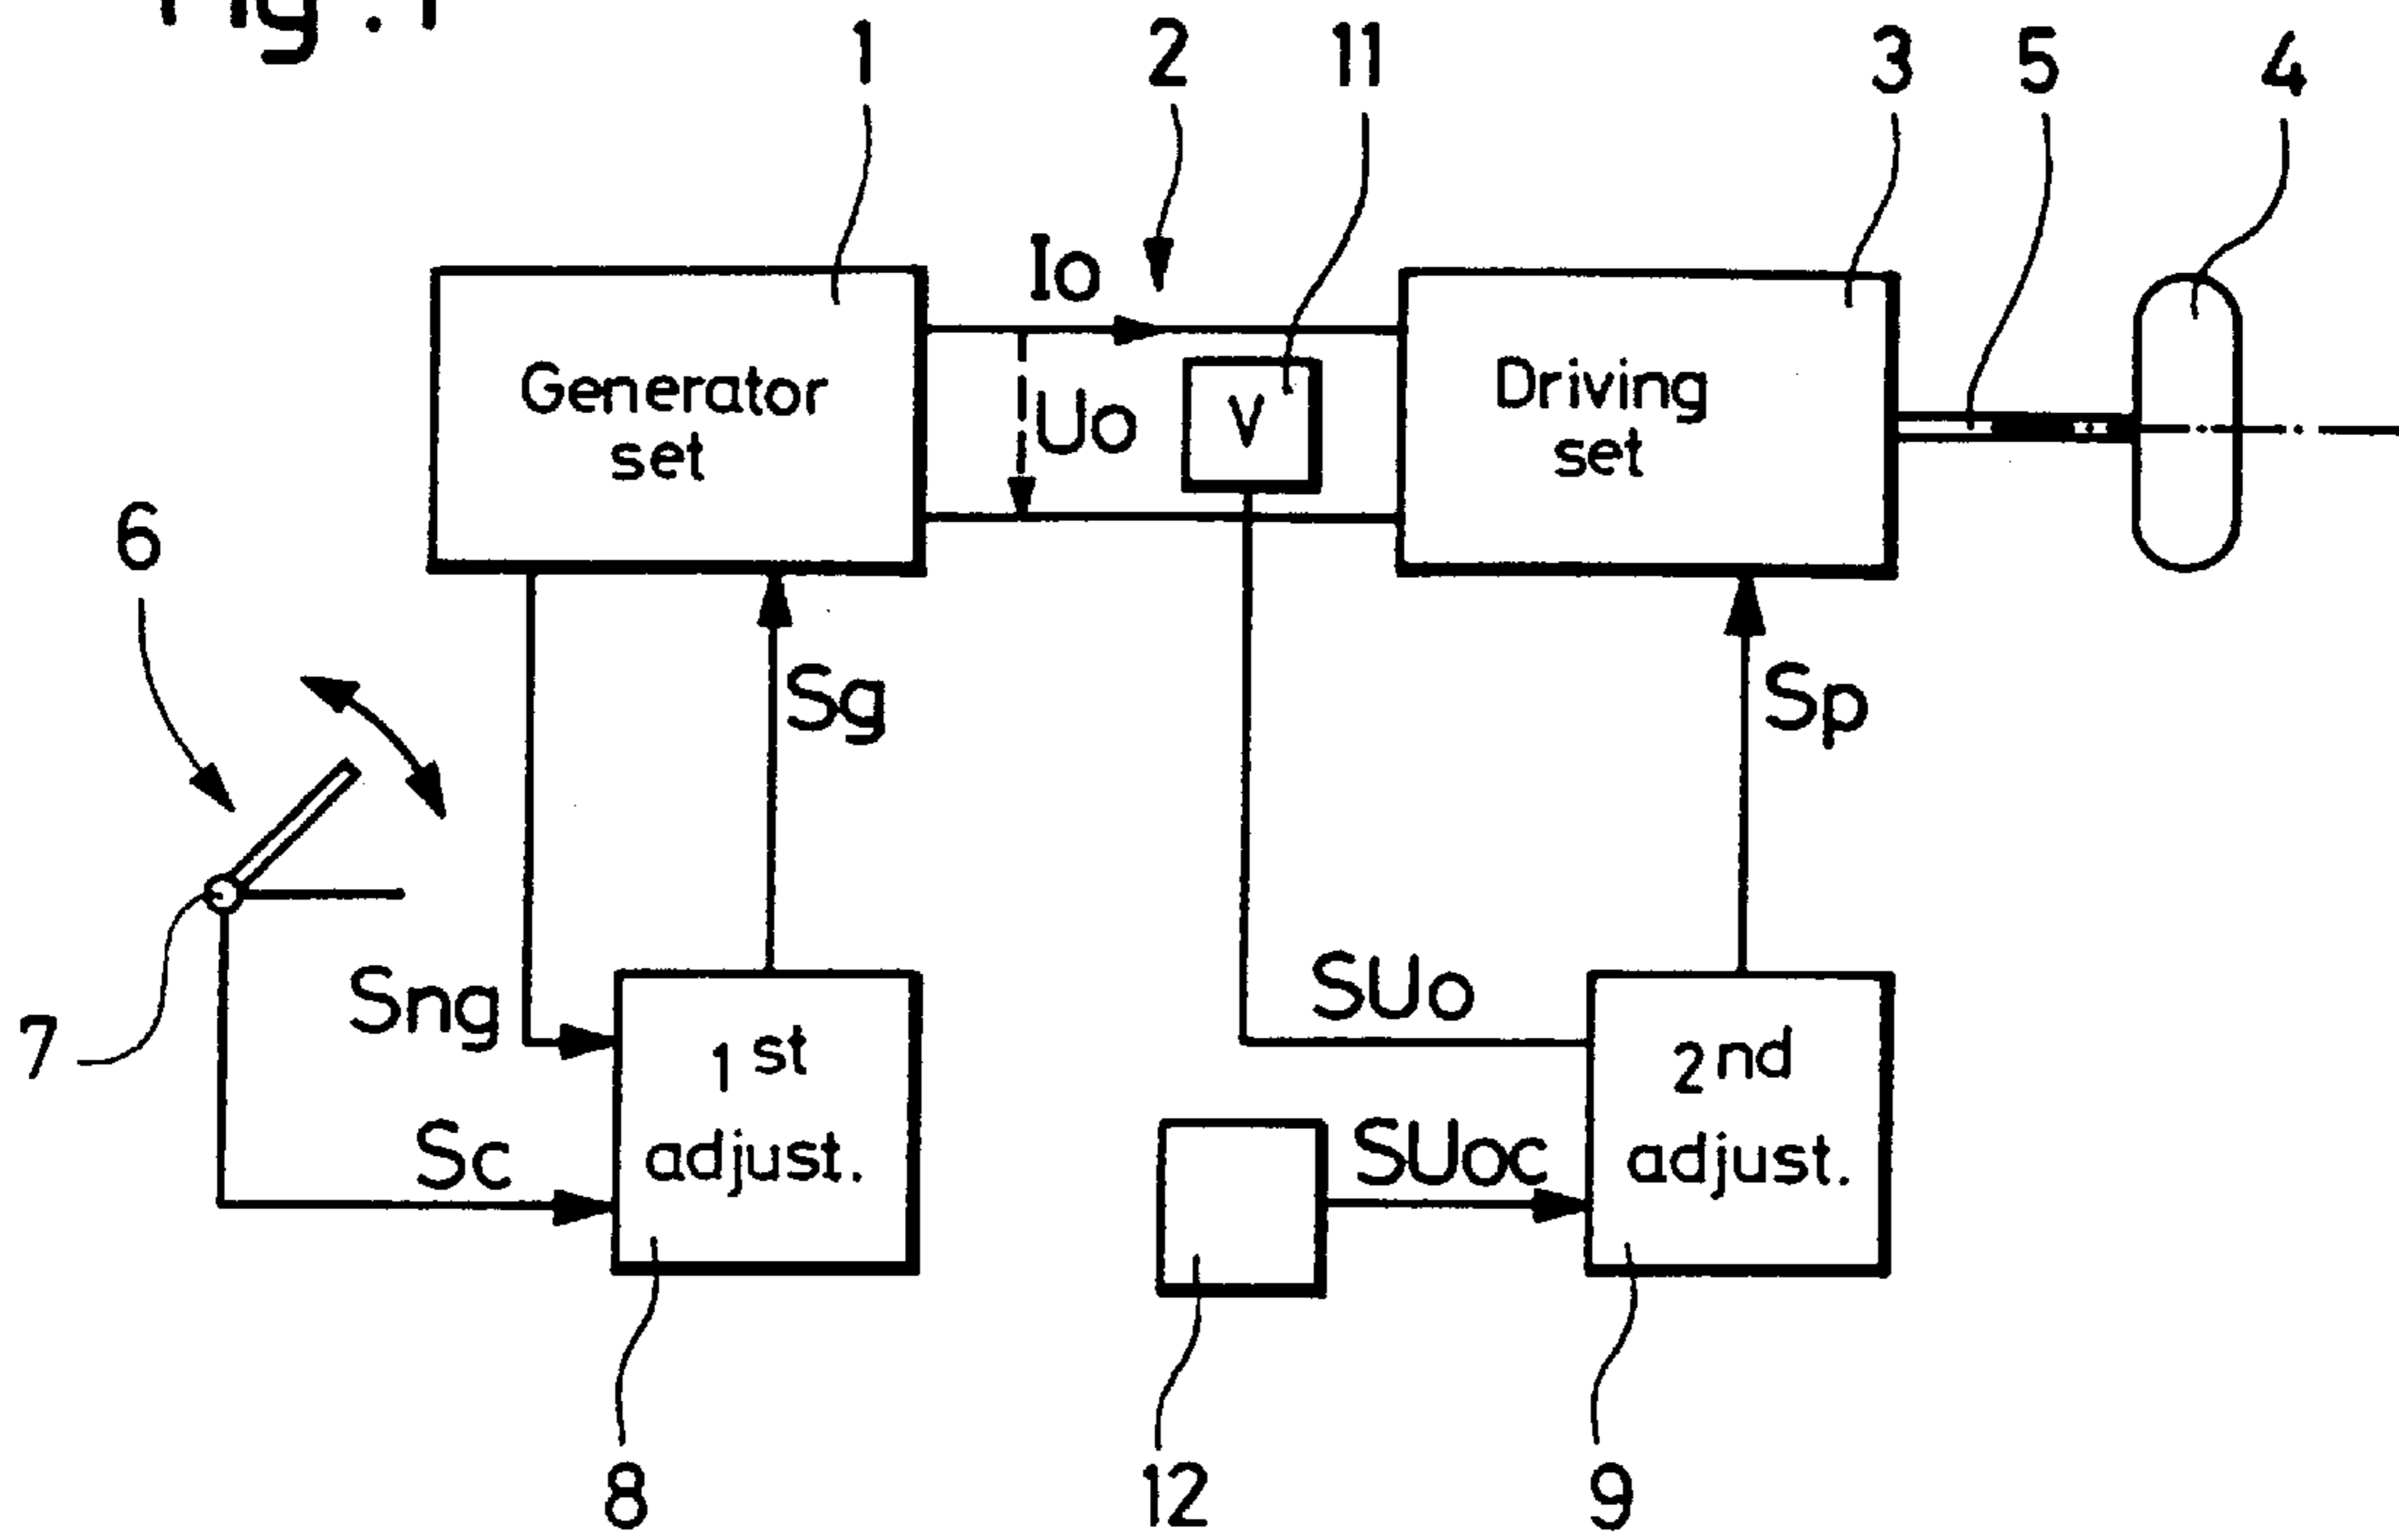 Fig.1
1
2
11
3
5
4
Io
Generator
set
Uo
V
Driving
set
6
Sg
Sp
Sng
SUo
7
1st
adjust.
2nd
adjust.
Sc
SUoc
8
12
9